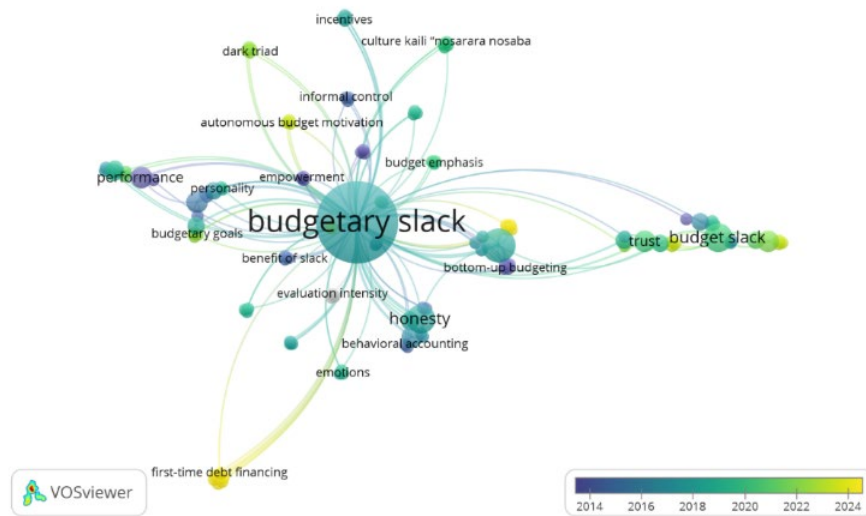 incentives
culture kaili "nosarara nosaba
dark triad
informal control
autonomous budget motivation
budget emphasis
performance
empowerment
personality
budgetary slack
budgetary goals
trust
budget slack
benefit of slack
bottom-up budgeting
evaluation intensity
honesty
behavioral accounting
emotions
first-time debt financing
VOSviewer
2014 2016 2018 2020 2022 2024